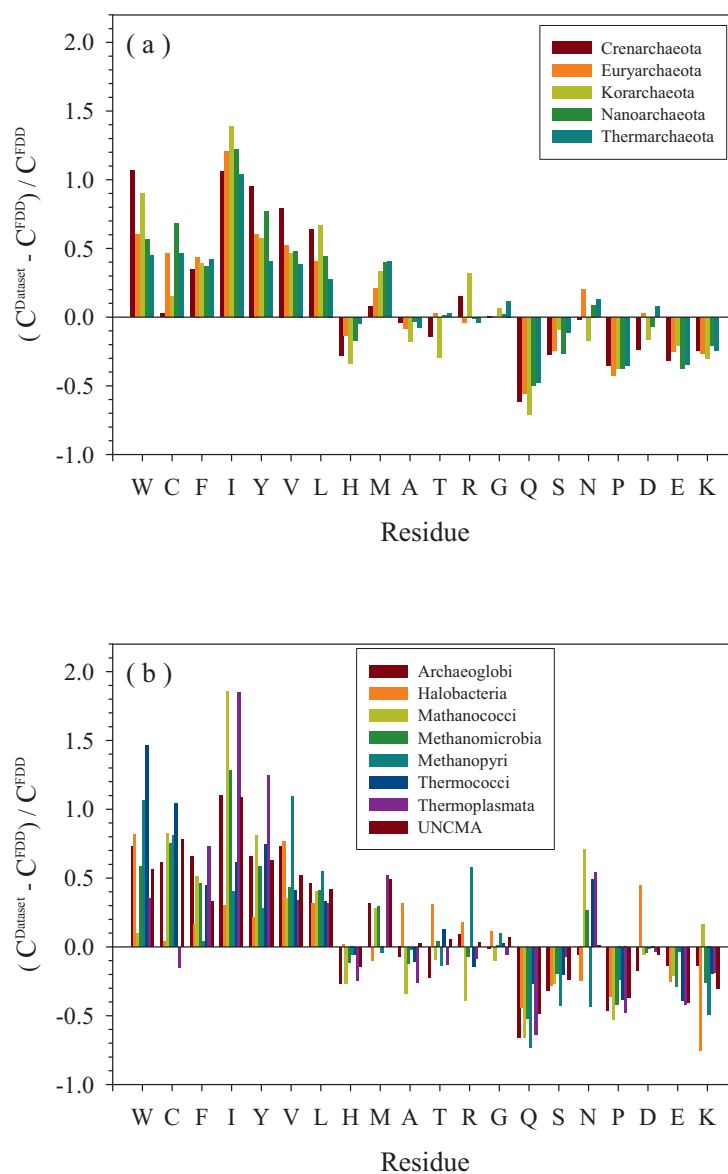 ( a )
Crenarchaeota
Euryarchaeota
Korarchaeota
Nanoarchaeota
Thermarchaeota
2.0
1.5
1.0
0.5
0.0
-0.5
-1.0
( C^Dataset - C^FDD ) / C^FDD
W C F I Y V L H M A T R G Q S N P D E K
Residue
( b )
Archaeoglobi
Halobacteria
Mathanococci
Methanomicrobia
Methanopyri
Thermococci
Thermoplasmata
UNCMA
2.0
1.5
1.0
0.5
0.0
-0.5
-1.0
( C^Dataset - C^FDD ) / C^FDD
W C F I Y V L H M A T R G Q S N P D E K
Residue